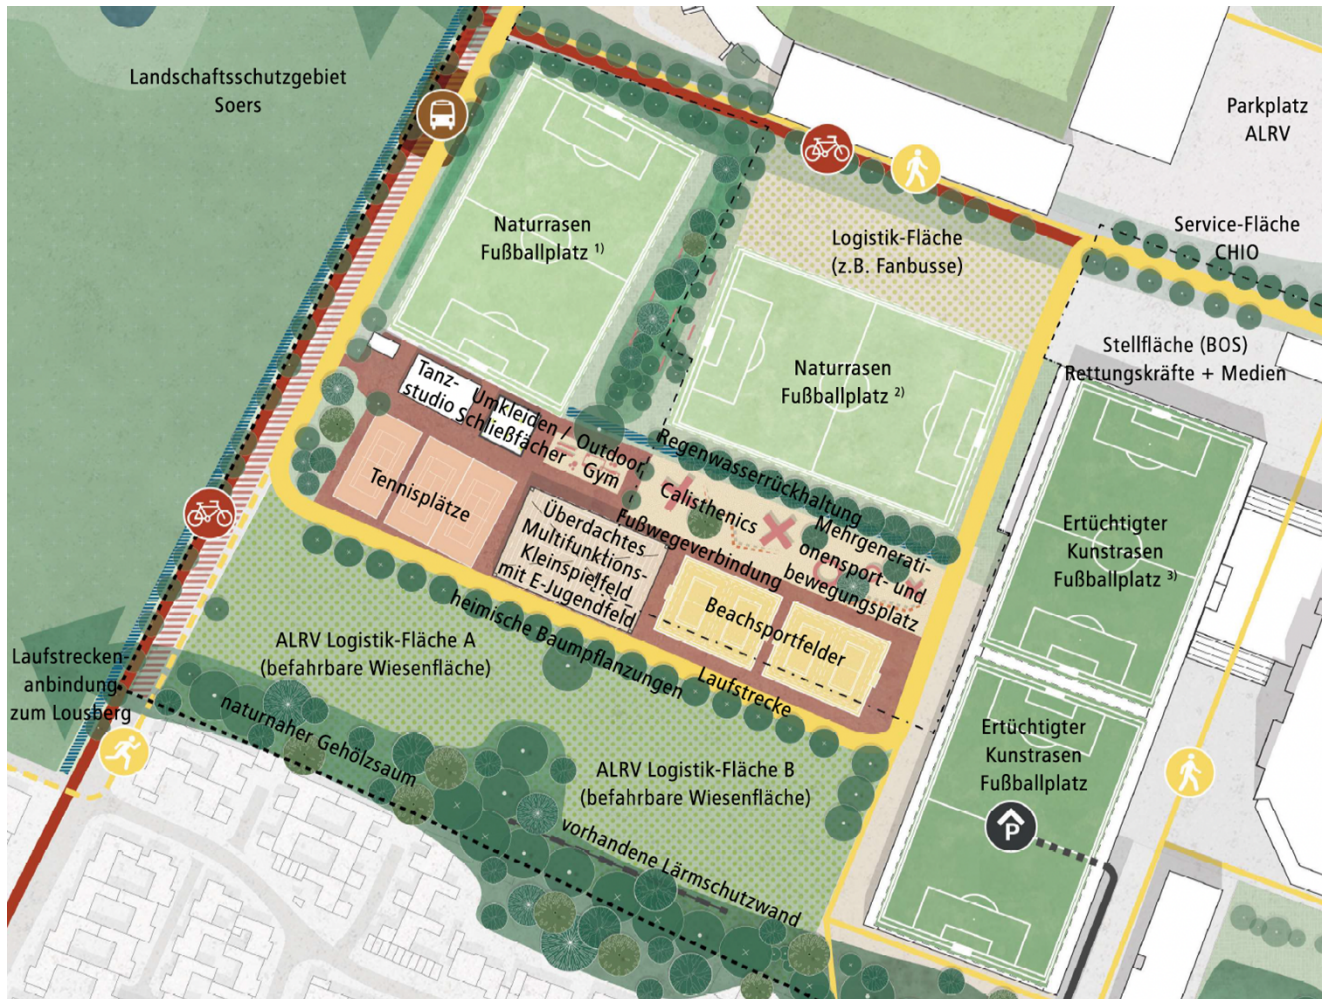 Landschaftsschutzgebiet
Soers
Parkplatz
ALRV
Naturrasen
Fußballplatz ¹⁾
Logistik-Fläche
(z.B. Fanbusse)
Service-Fläche
CHIO
Stellfläche (BOS)
Rettungskräfte + Medien
Naturrasen
Fußballplatz ²⁾
Tanz-
studio
Umkleiden /
Schließfächer
Outdoor
Gym
Regenwasserrückhaltung
Tennisplätze
Calisthenics
Fußwegeverbindung
Mehrgenerati-
onensport- und
bewegungsplatz
Überdachtes
Multifunktions-
Kleinspielfeld
mit E-Jugendfeld
Ertüchtigter
Kunstrasen
Fußballplatz ³⁾
Beachsportfelder
heimische Baumpflanzungen
Laufstrecke
ALRV Logistik-Fläche A
(befahrbare Wiesenfläche)
Laufstrecken-
anbindung
zum Lousberg
naturnaher Gehölzsaum
Ertüchtigter
Kunstrasen
Fußballplatz
ALRV Logistik-Fläche B
(befahrbare Wiesenfläche)
P
vorhandene Lärmschutzwand